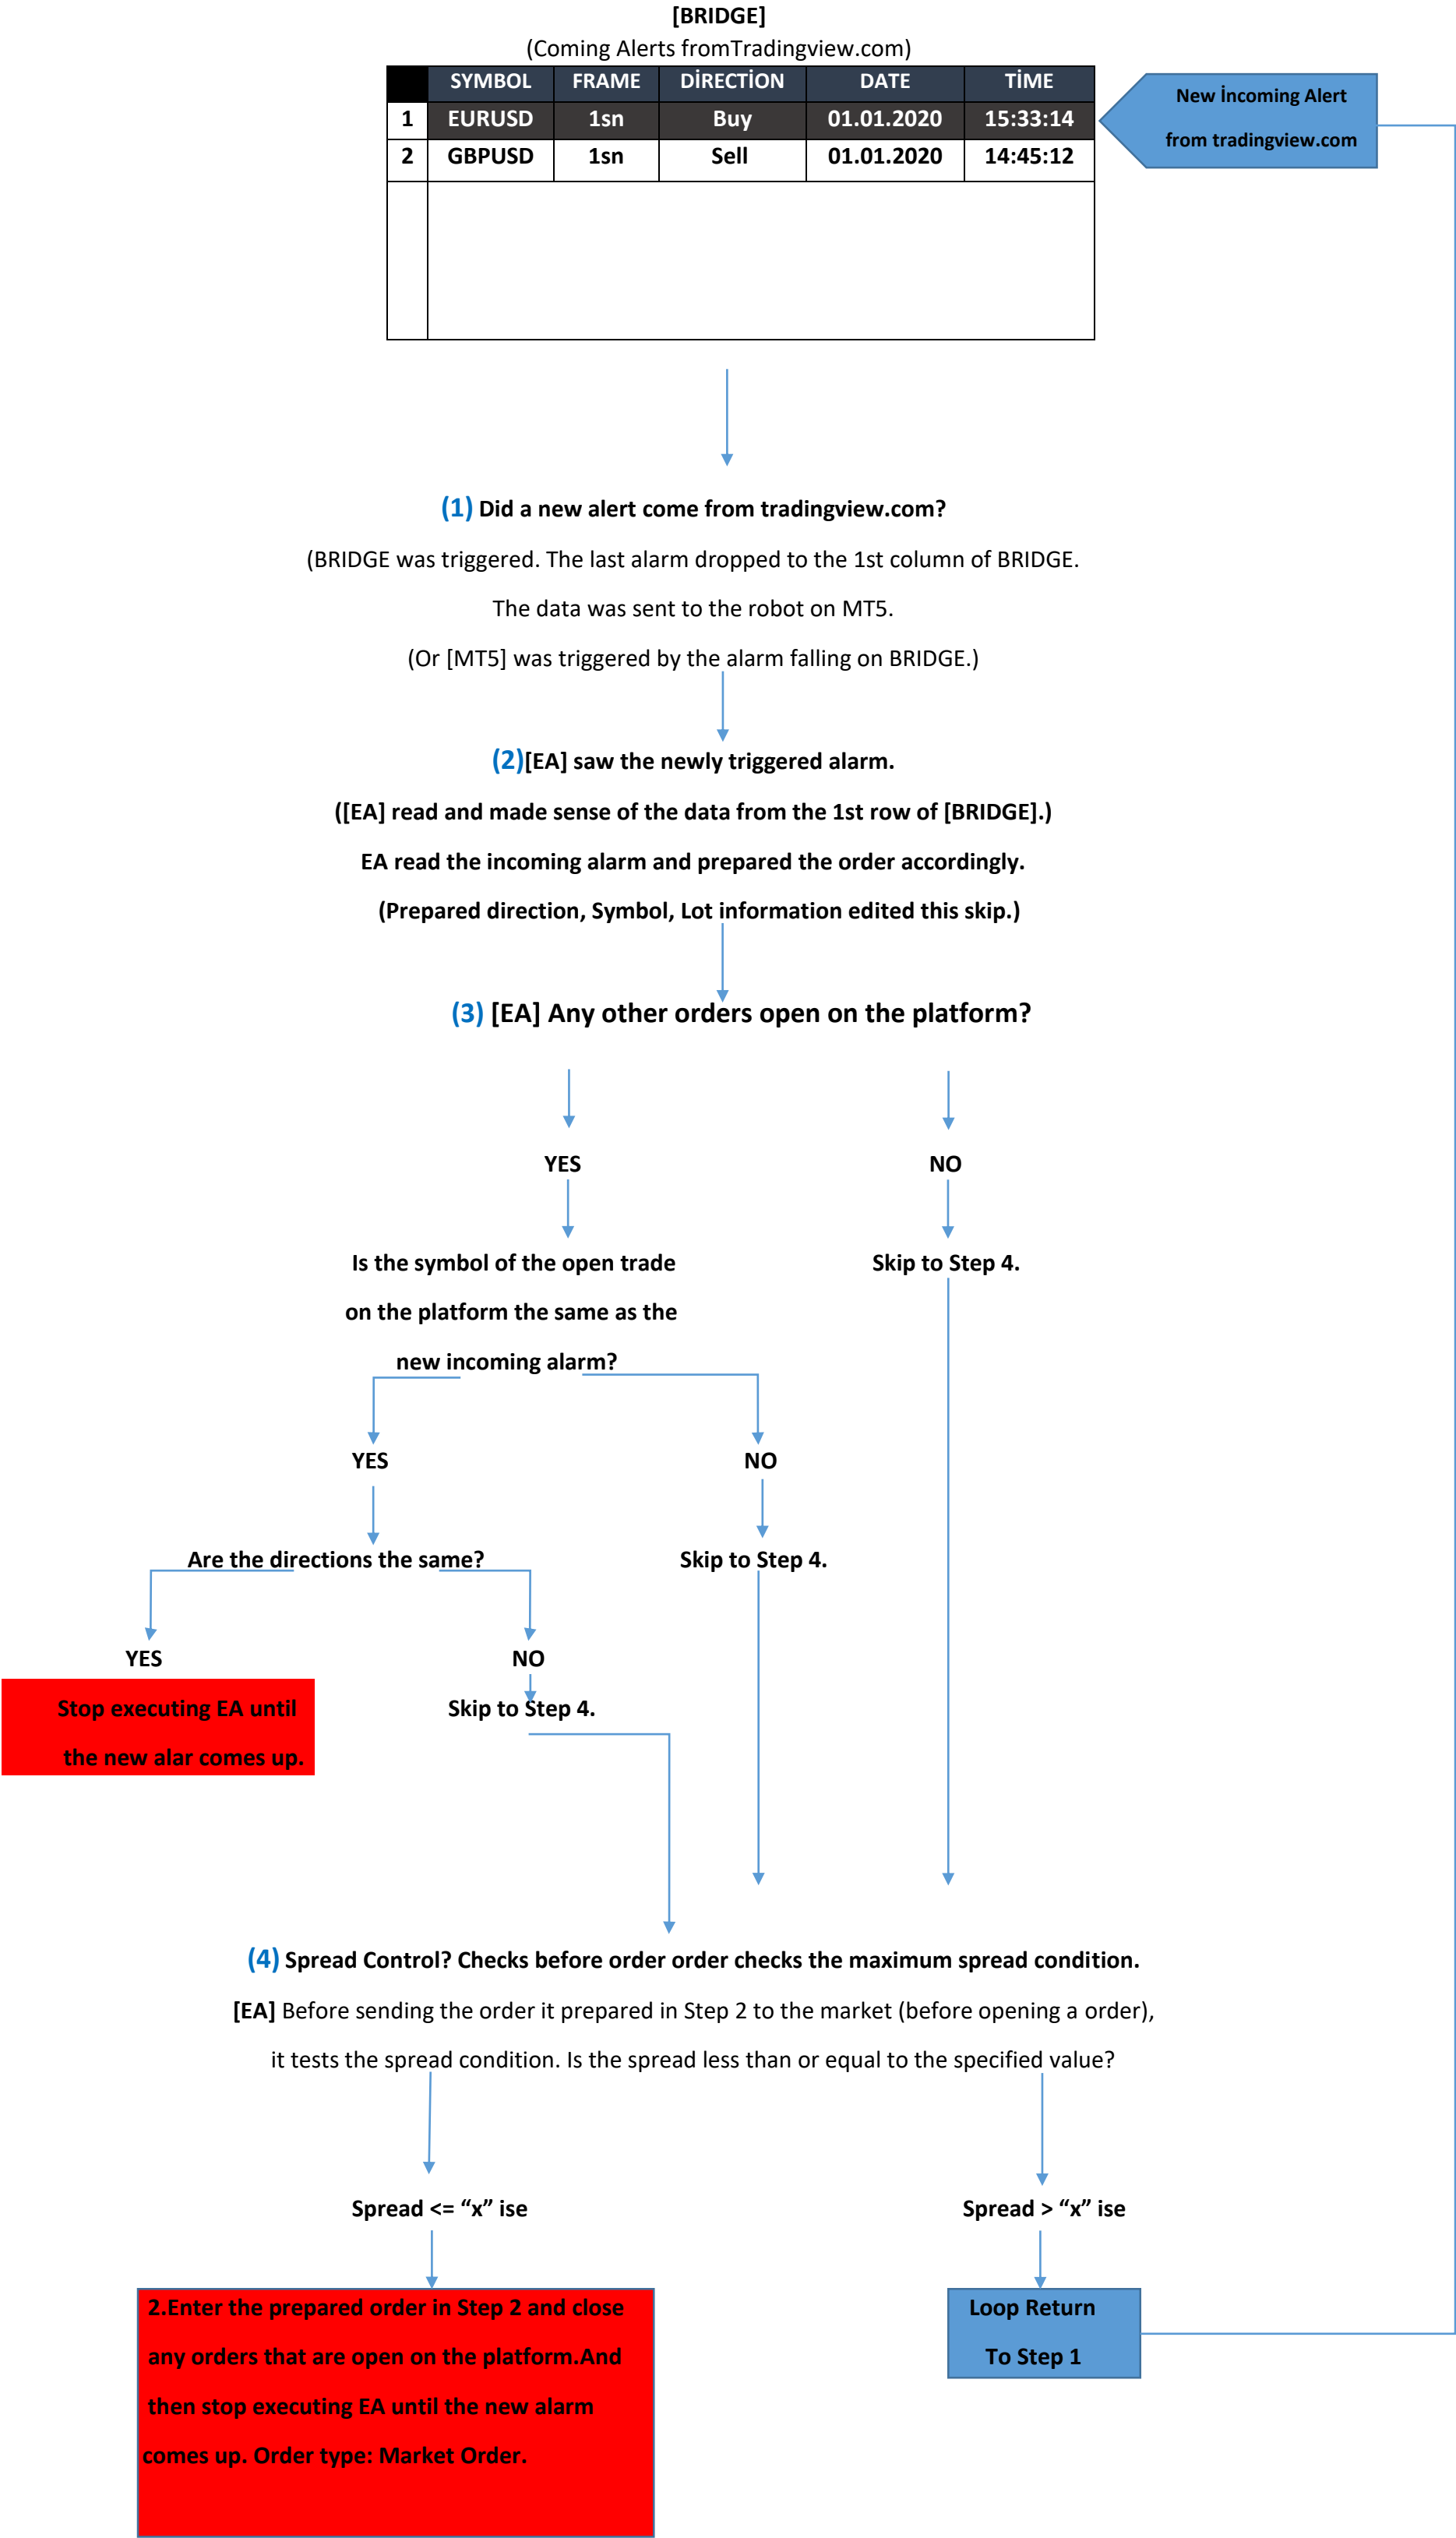 [BRIDGE]
(Coming Alerts fromTradingview.com)
SYMBOL FRAME DİRECTİON DATE TİME
1 EURUSD 1sn Buy 01.01.2020 15:33:14
2 GBPUSD 1sn Sell 01.01.2020 14:45:12
New İncoming Alert
from tradingview.com
(1) Did a new alert come from tradingview.com?
(BRIDGE was triggered. The last alarm dropped to the 1st column of BRIDGE.
The data was sent to the robot on MT5.
(Or [MT5] was triggered by the alarm falling on BRIDGE.)
(2)[EA] saw the newly triggered alarm.
([EA] read and made sense of the data from the 1st row of [BRIDGE].)
EA read the incoming alarm and prepared the order accordingly.
(Prepared direction, Symbol, Lot information edited this skip.)
(3) [EA] Any other orders open on the platform?
YES NO
Is the symbol of the open trade
on the platform the same as the
new incoming alarm?
Skip to Step 4.
YES NO
Are the directions the same?
Skip to Step 4.
YES NO
Stop executing EA until
the new alar comes up.
Skip to Step 4.
(4) Spread Control? Checks before order order checks the maximum spread condition.
[EA] Before sending the order it prepared in Step 2 to the market (before opening a order),
it tests the spread condition. Is the spread less than or equal to the specified value?
Spread <= “x” ise
Spread > “x” ise
2.Enter the prepared order in Step 2 and close
any orders that are open on the platform.And
then stop executing EA until the new alarm
comes up. Order type: Market Order.
Loop Return
To Step 1